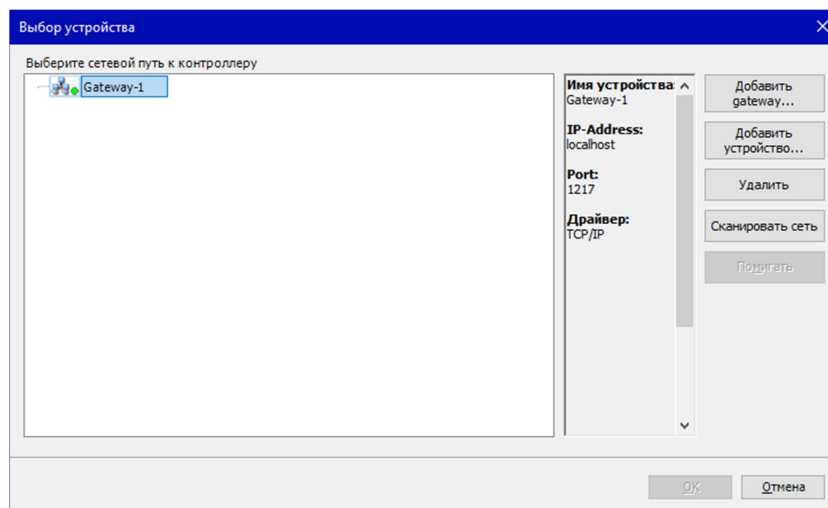 Выбор устройства
Выберите сетевой путь к контроллеру
Gateway-1
Имя устройства:
Gateway-1
IP-Address:
localhost
Port:
1217
Драйвер:
TCP/IP
Добавить
gateway...
Добавить
устройство...
Удалить
Сканировать сеть
Помигать
OK
Отмена